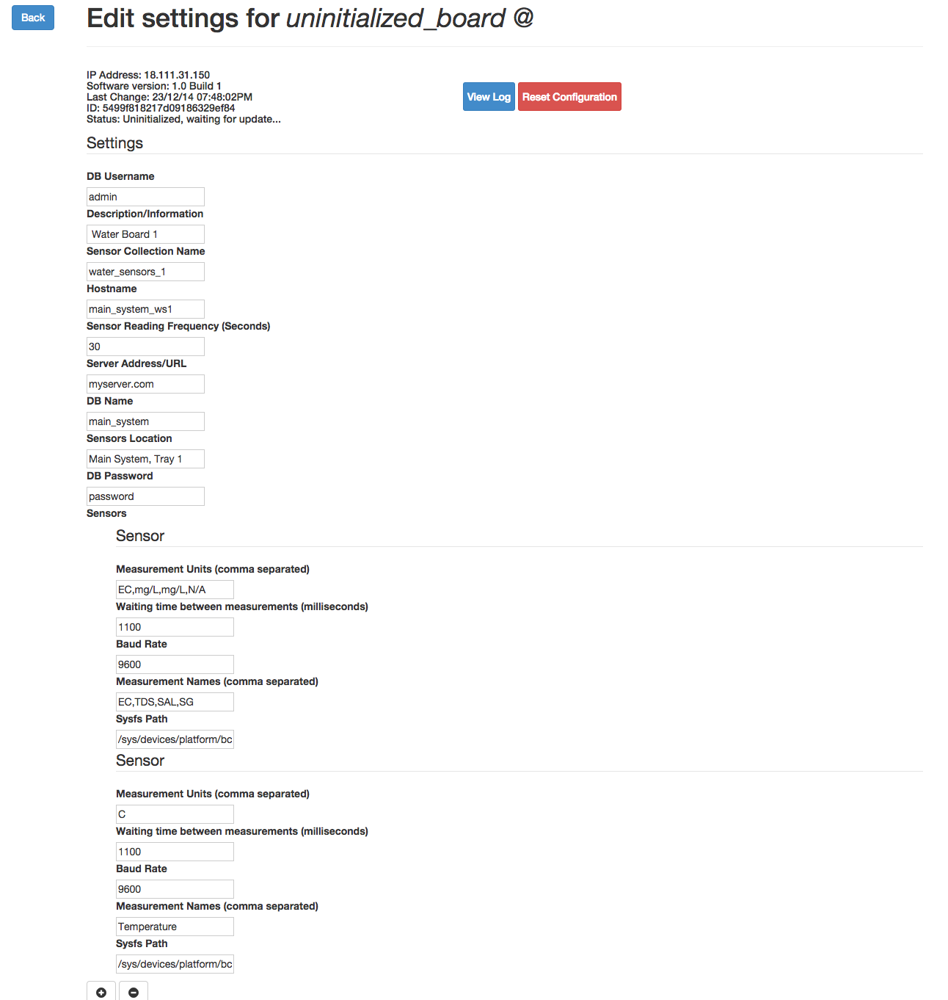 Back
Edit settings for uninitialized_board @
IP Address: 18.111.31.150
Software version: 1.0 Build 1
Last Change: 23/12/14 07:48:02PM
ID: 5499f818217d09186329ef84
Status: Uninitialized, waiting for update...
View Log
Reset Configuration
Settings
DB Username
admin
Description/Information
Water Board 1
Sensor Collection Name
water_sensors_1
Hostname
main_system_ws1
Sensor Reading Frequency (Seconds)
30
Server Address/URL
myserver.com
DB Name
main_system
Sensors Location
Main System, Tray 1
DB Password
password
Sensors
Sensor
Measurement Units (comma separated)
EC,mg/L,mg/L,N/A
Waiting time between measurements (milliseconds)
1100
Baud Rate
9600
Measurement Names (comma separated)
EC,TDS,SAL,SG
Sysfs Path
/sys/devices/platform/bc
Sensor
Measurement Units (comma separated)
C
Waiting time between measurements (milliseconds)
1100
Baud Rate
9600
Measurement Names (comma separated)
Temperature
Sysfs Path
/sys/devices/platform/bc